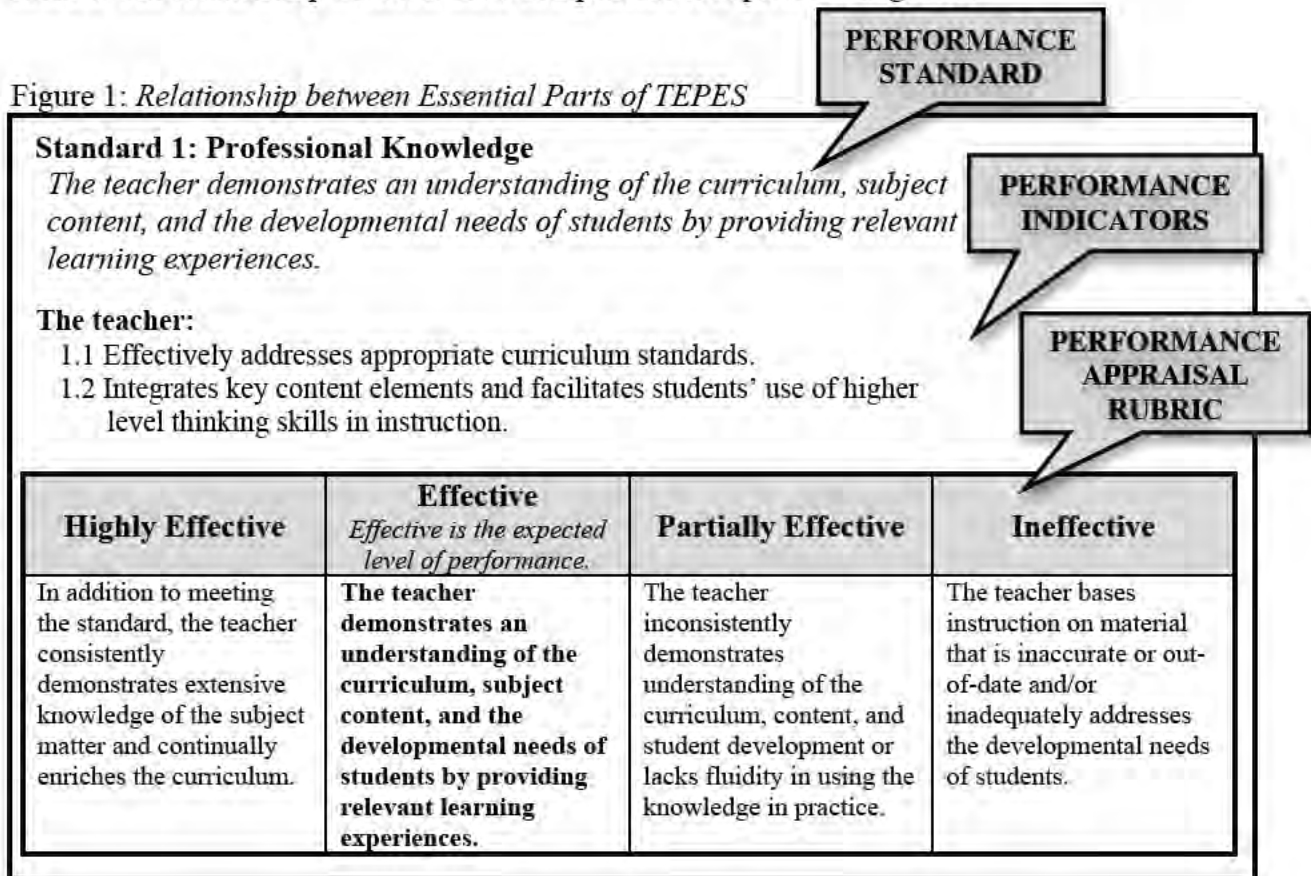 PERFORMANCE
STANDARD
Figure 1: Relationship between Essential Parts of TEPES
Standard 1: Professional Knowledge
The teacher demonstrates an understanding of the curriculum, subject
content, and the developmental needs of students by providing relevant
learning experiences.
PERFORMANCE
INDICATORS
The teacher:
1.1 Effectively addresses appropriate curriculum standards.
1.2 Integrates key content elements and facilitates students' use of higher
level thinking skills in instruction.
PERFORMANCE
APPRAISAL
RUBRIC
Highly Effective
Effective
Effective is the expected
level of performance.
Partially Effective
Ineffective
In addition to meeting
the standard, the teacher
consistently
demonstrates extensive
knowledge of the subject
matter and continually
enriches the curriculum.
The teacher
demonstrates an
understanding of the
curriculum, subject
content, and the
developmental needs of
students by providing
relevant learning
experiences.
The teacher
inconsistently
demonstrates
understanding of the
curriculum, content, and
student development or
lacks fluidity in using the
knowledge in practice.
The teacher bases
instruction on material
that is inaccurate or out-
of-date and/or
inadequately addresses
the developmental needs
of students.